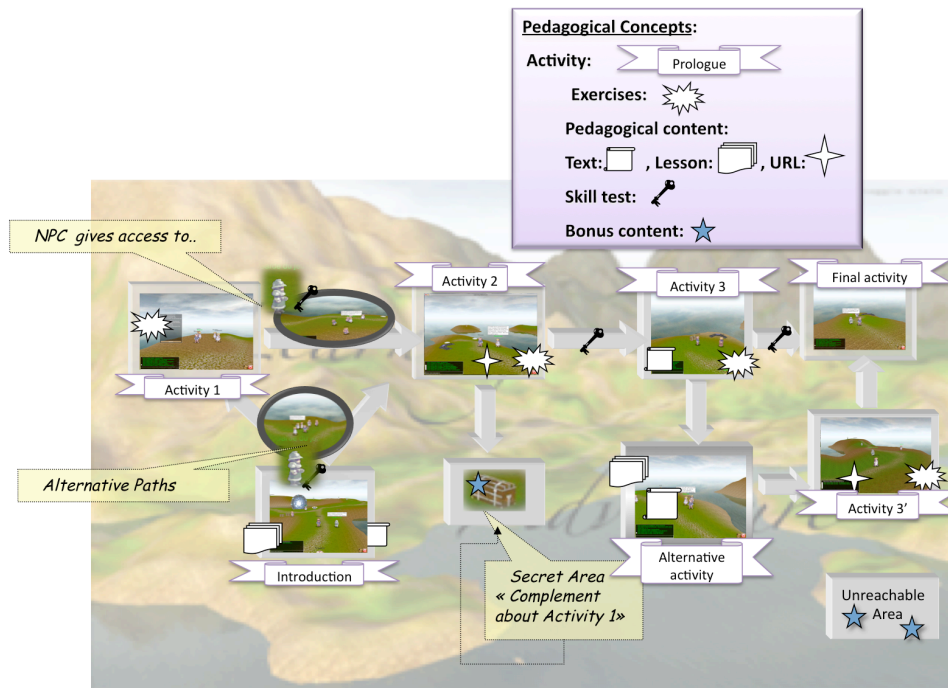 Pedagogical Concepts:
Activity:
Prologue
Exercises:
Pedagogical content:
Text: , Lesson: , URL:
Skill test:
Bonus content:
NPC gives access to..
Activity 2
Activity 3
Final activity
Activity 1
Alternative Paths
Introduction
Secret Area
« Complement
about Activity 1»
Alternative
activity
Activity 3'
Unreachable
Area